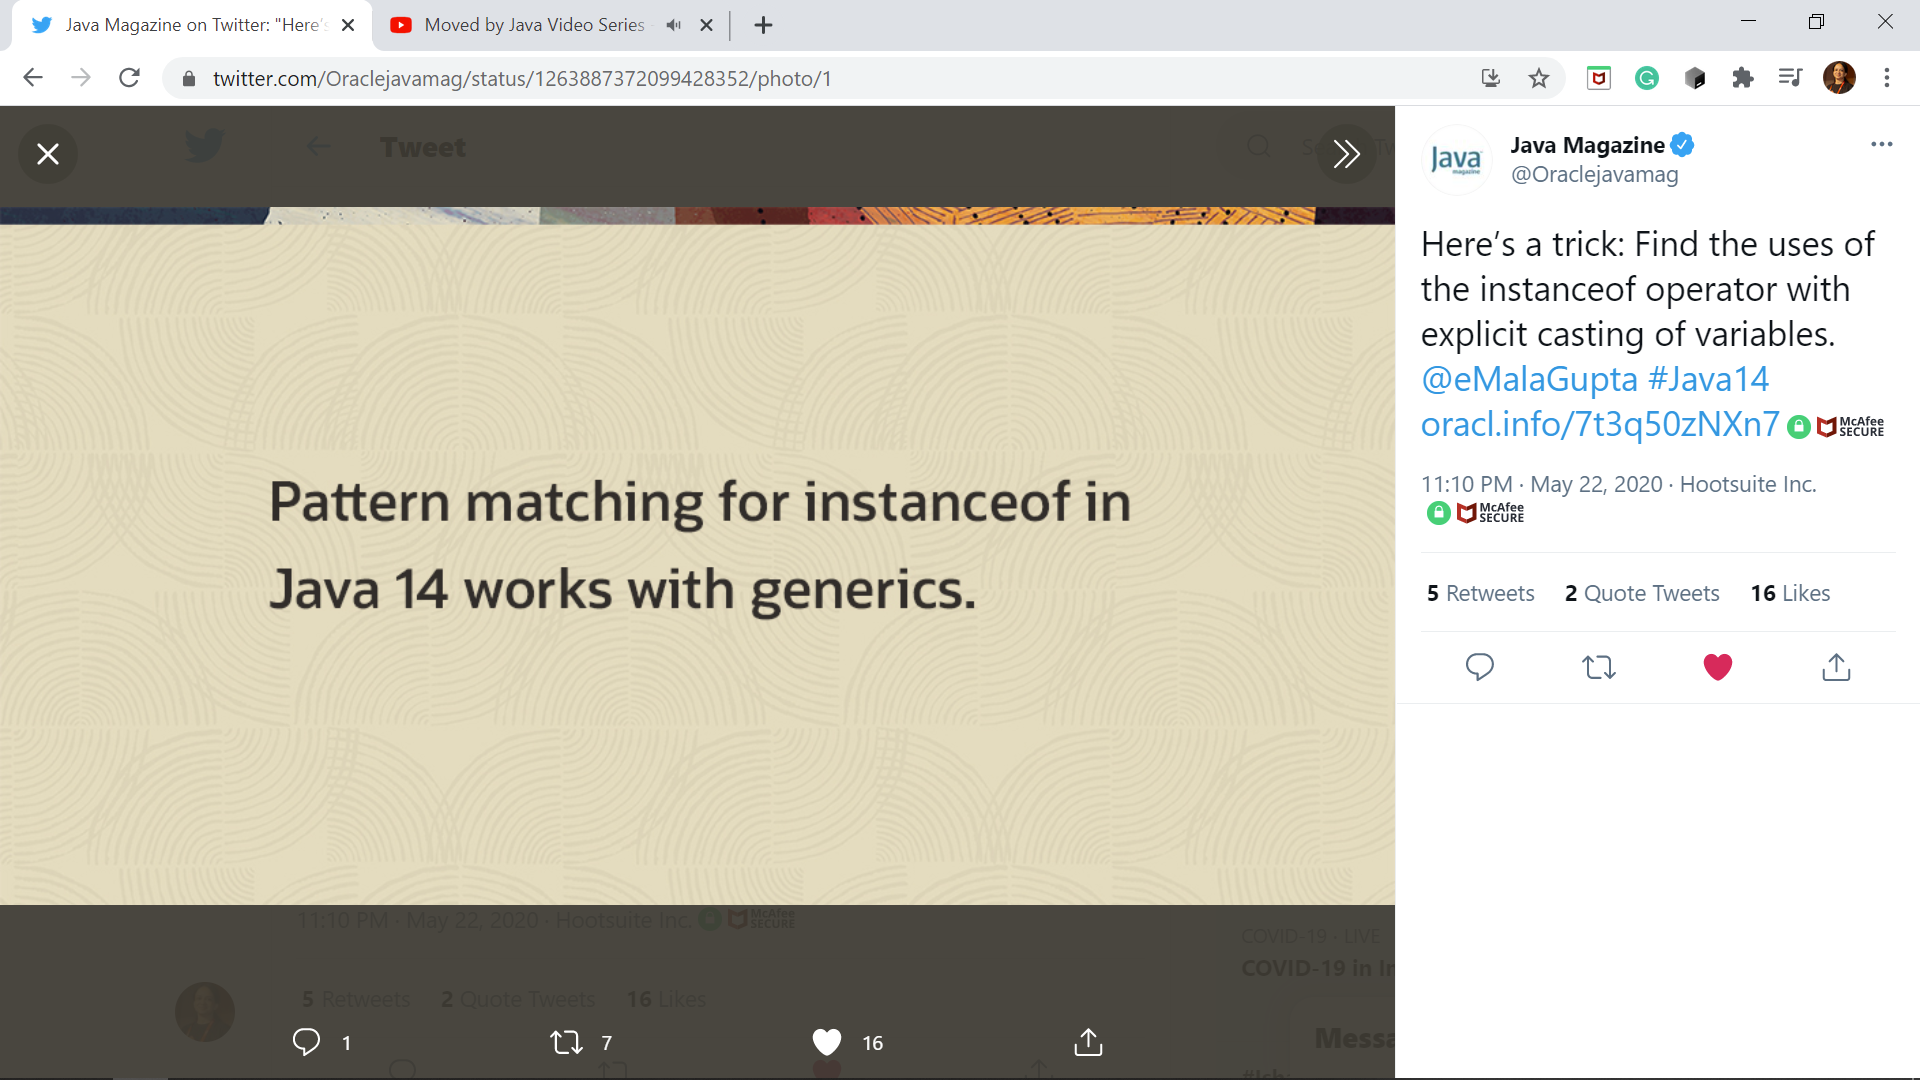 Java Magazine on Twitter: "Here's
Moved by Java Video Series
twitter.com/Oraclejavamag/status/1263887372099428352/photo/1
Tweet
Java Magazine
@Oraclejavamag
Java
magazine
Here's a trick: Find the uses of
the instanceof operator with
explicit casting of variables.
@eMalaGupta #Java14
oracl.info/7t3q50zNXn7 McAfee
SECURE
11:10 PM · May 22, 2020 · Hootsuite Inc.
McAfee
SECURE
5 Retweets 2 Quote Tweets 16 Likes
Pattern matching for instanceof in
Java 14 works with generics.
11:10 PM · May 22, 2020 · Hootsuite Inc. McAfee
SECURE
COVID-19 · LIVE
COVID-19 in
5 Retweets 2 Quote Tweets 16 Likes
1 7 16